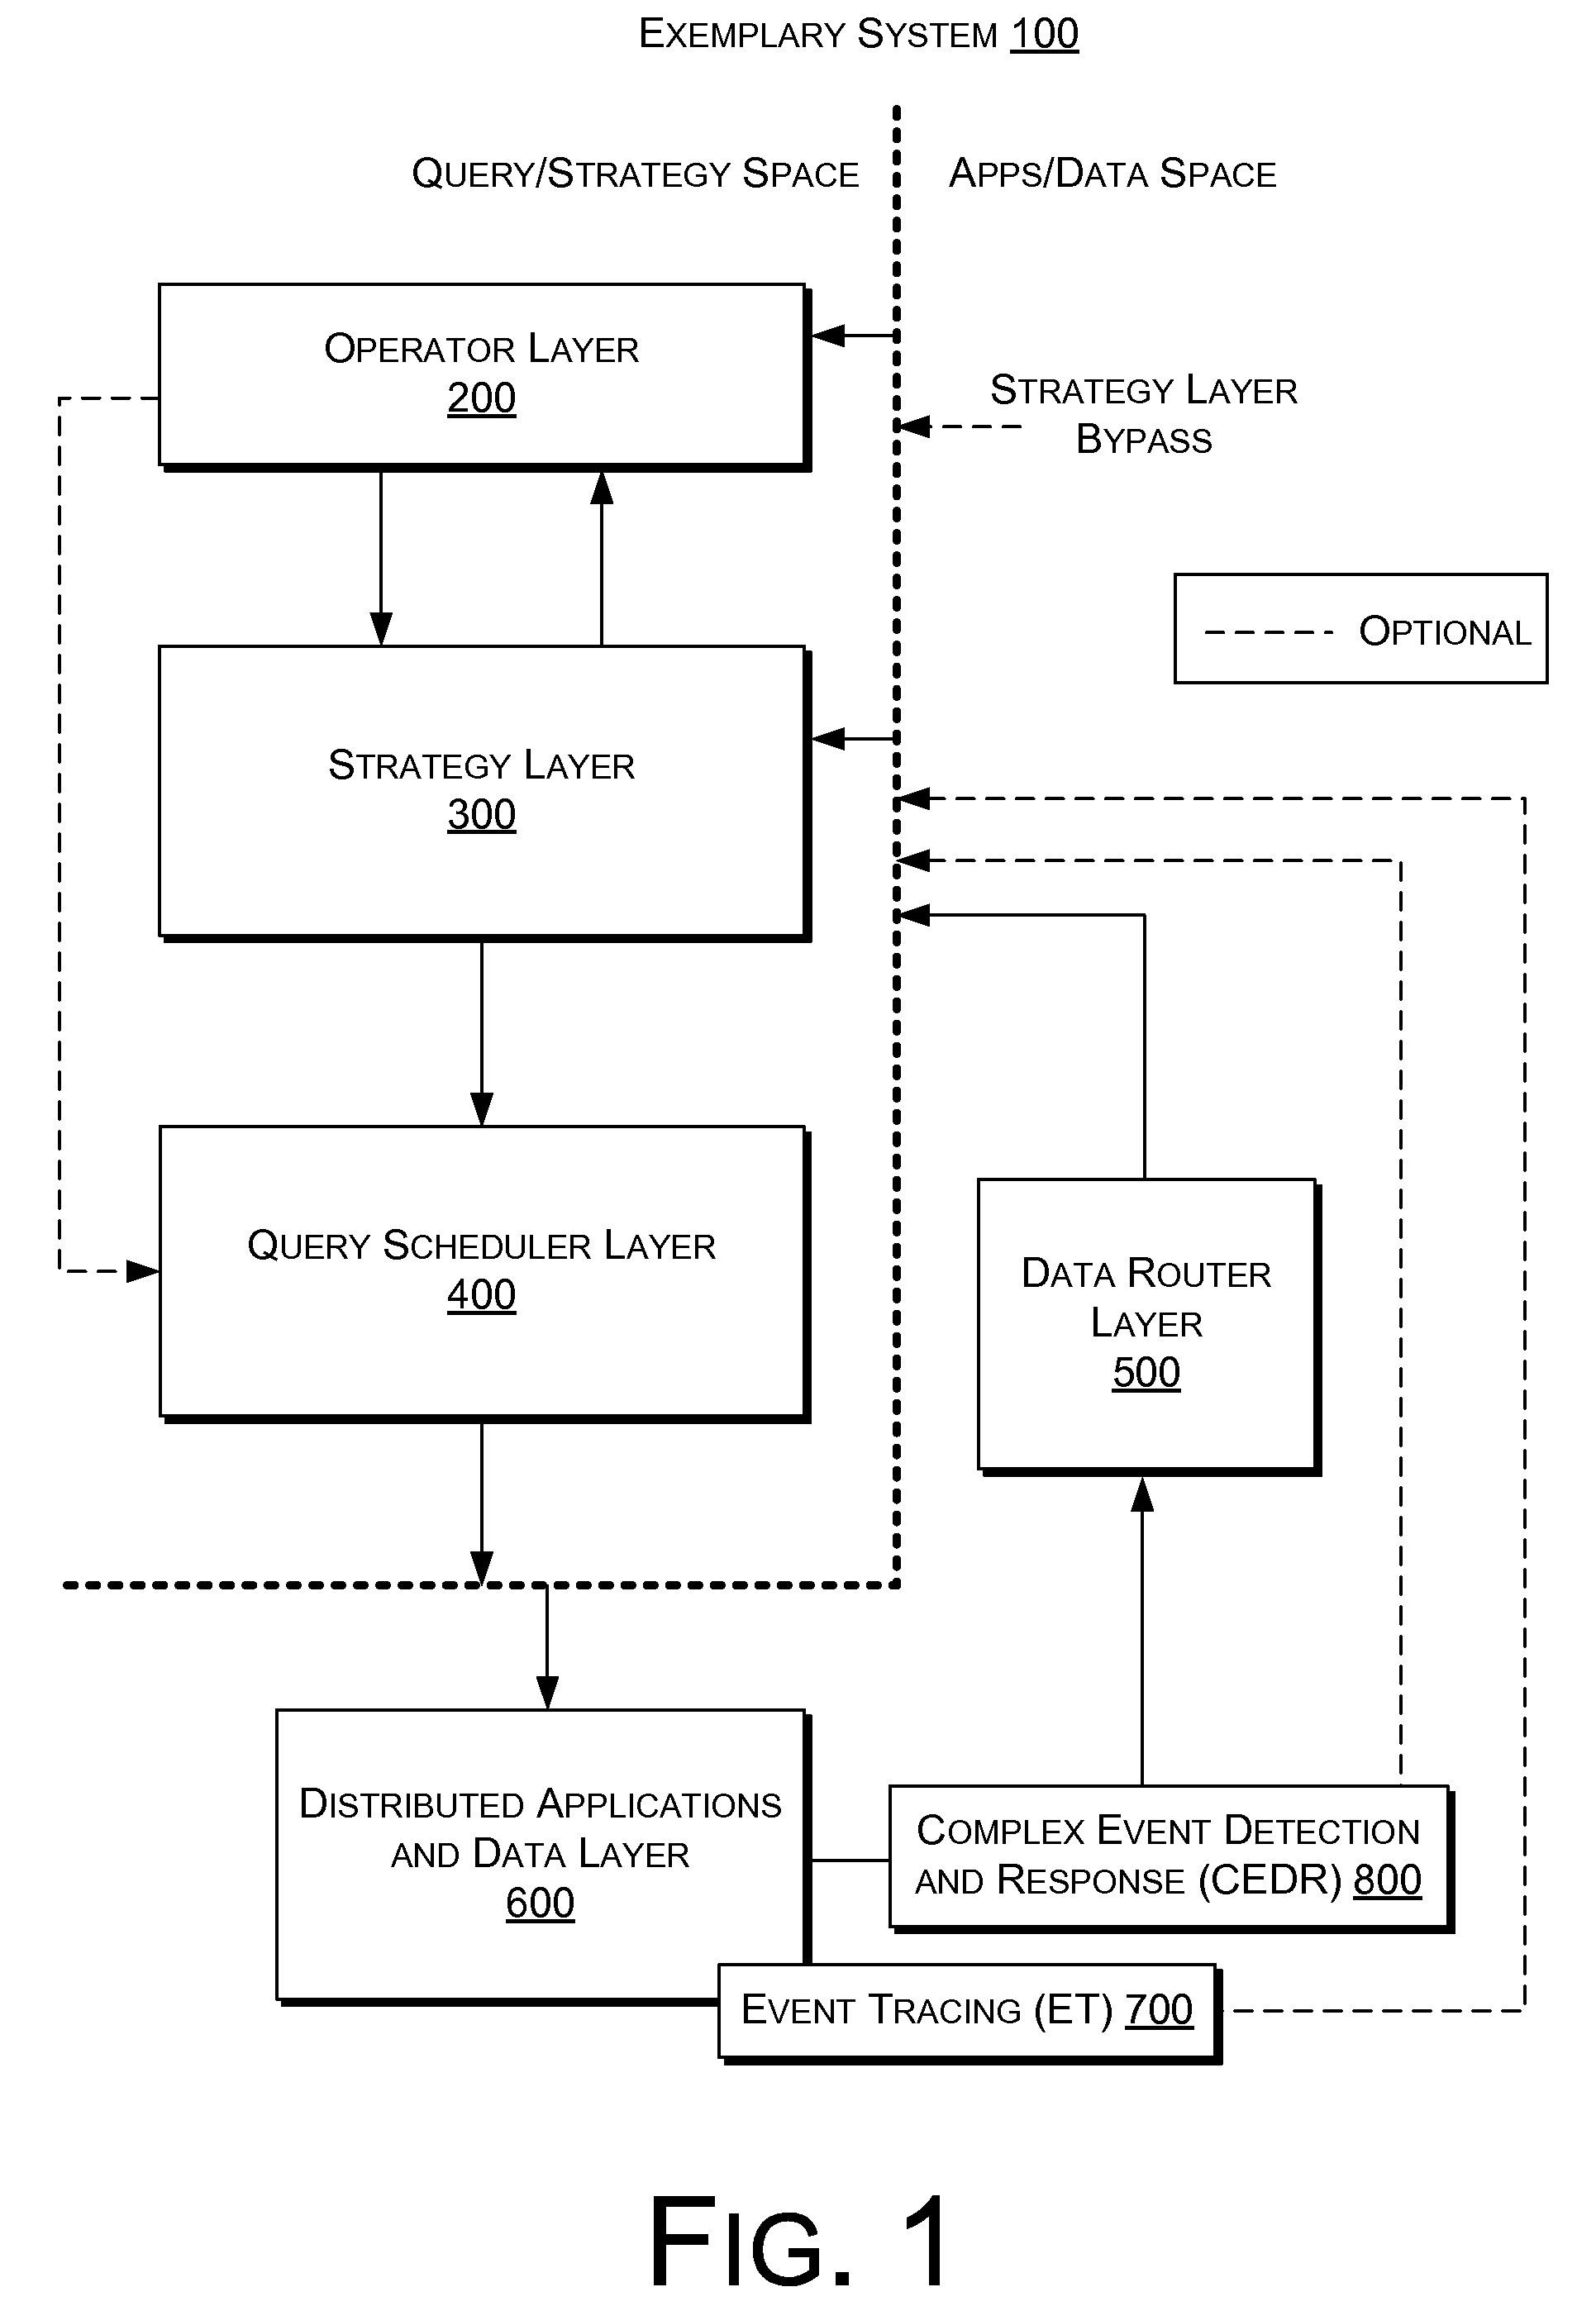 EXEMPLARY SYSTEM 100
QUERY/STRATEGY SPACE
APPS/DATA SPACE
OPERATOR LAYER
200
STRATEGY LAYER
BYPASS
OPTIONAL
STRATEGY LAYER
300
QUERY SCHEDULER LAYER
400
DATA ROUTER
LAYER
500
DISTRIBUTED APPLICATIONS
AND DATA LAYER
600
COMPLEX EVENT DETECTION
AND RESPONSE (CEDR) 800
EVENT TRACING (ET) 700
FIG. 1